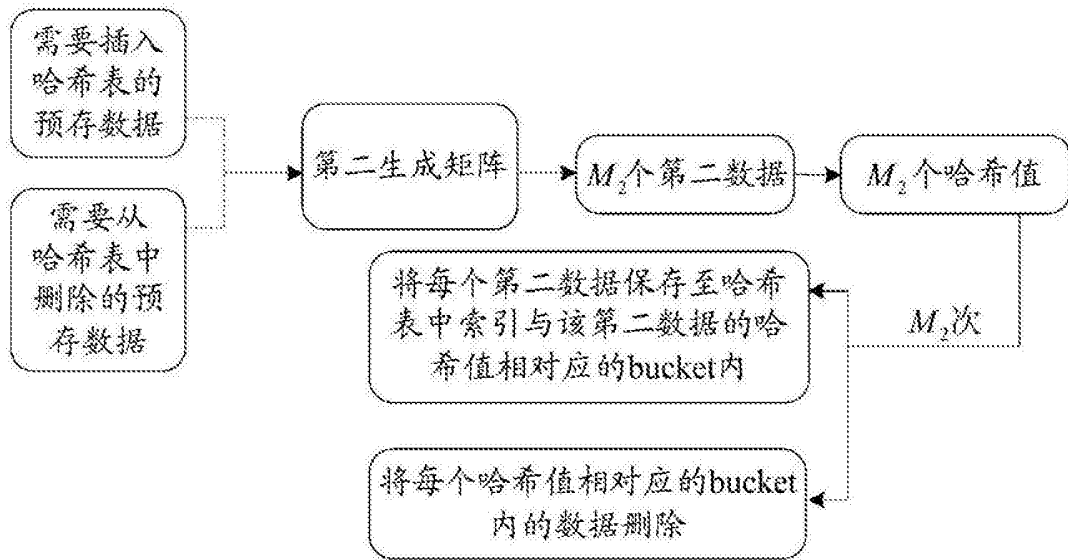 需要插入
哈希表的
预存数据
需要从
哈希表中
删除的预
存数据
第二生成矩阵
M₂个第二数据
M₂个哈希值
将每个第二数据保存至哈希
表中索引与该第二数据的哈
希值相对应的bucket内
M₂次
将每个哈希值相对应的bucket
内的数据删除